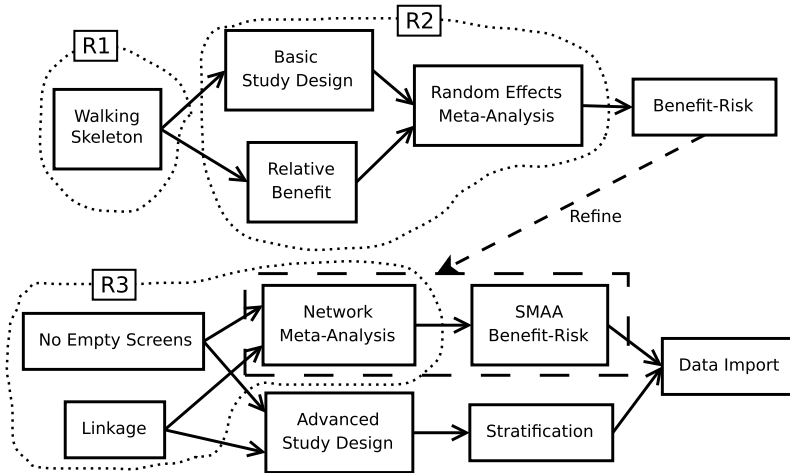 R1
R2
Walking
Skeleton
Basic
Study Design
Relative
Benefit
Random Effects
Meta-Analysis
Benefit-Risk
Refine
R3
No Empty Screens
Linkage
Network
Meta-Analysis
SMAA
Benefit-Risk
Advanced
Study Design
Stratification
Data Import